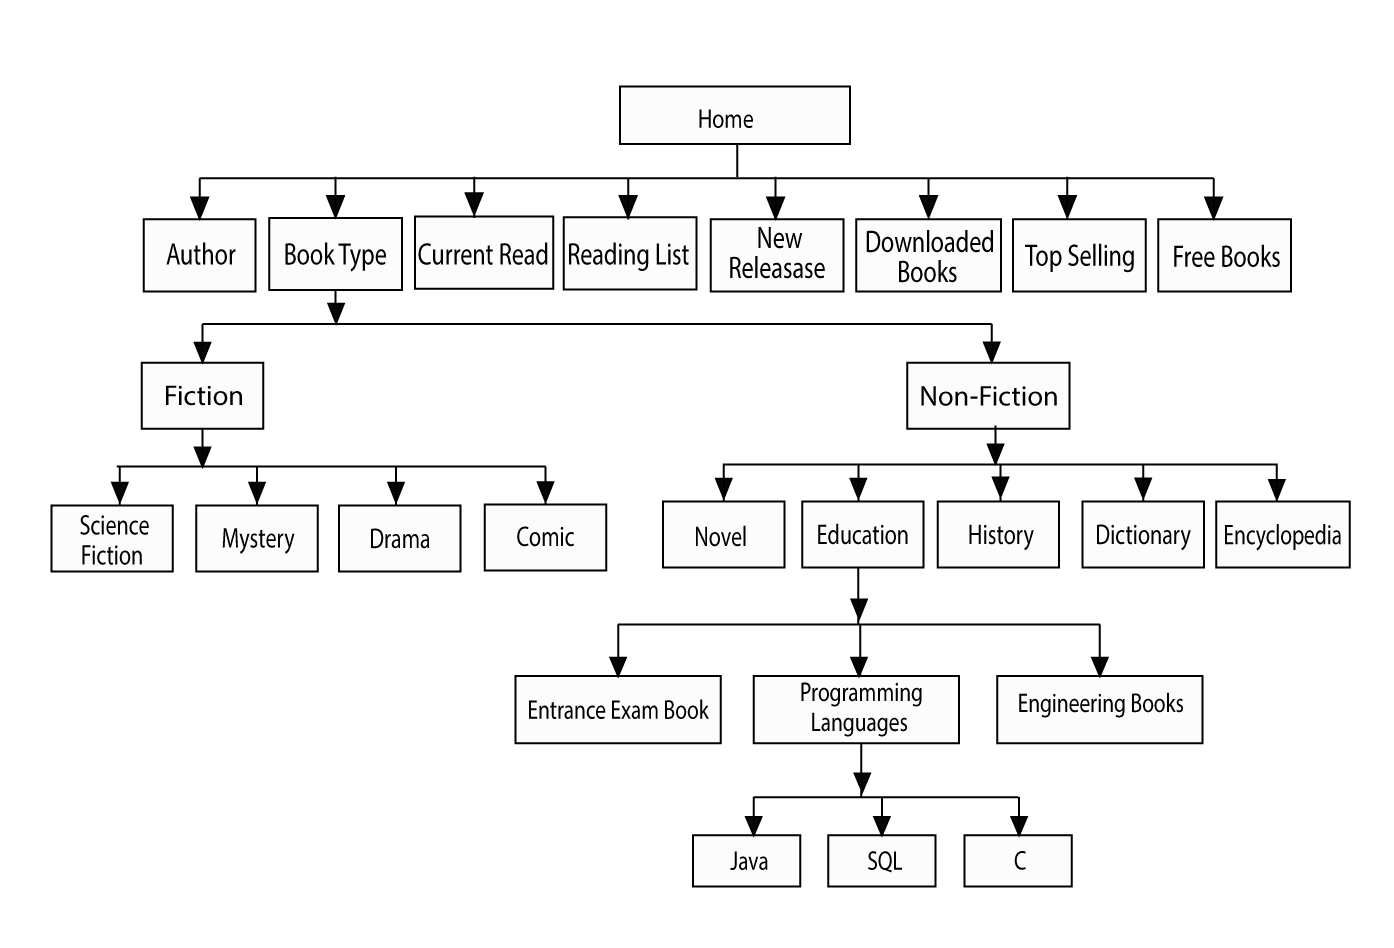 Home
Author
Book Type
Current Read
Reading List
New
Releasase
Downloaded
Books
Top Selling
Free Books
Fiction
Non-Fiction
Science
Fiction
Mystery
Drama
Comic
Novel
Education
History
Dictionary
Encyclopedia
Entrance Exam Book
Programming
Languages
Engineering Books
Java
SQL
C